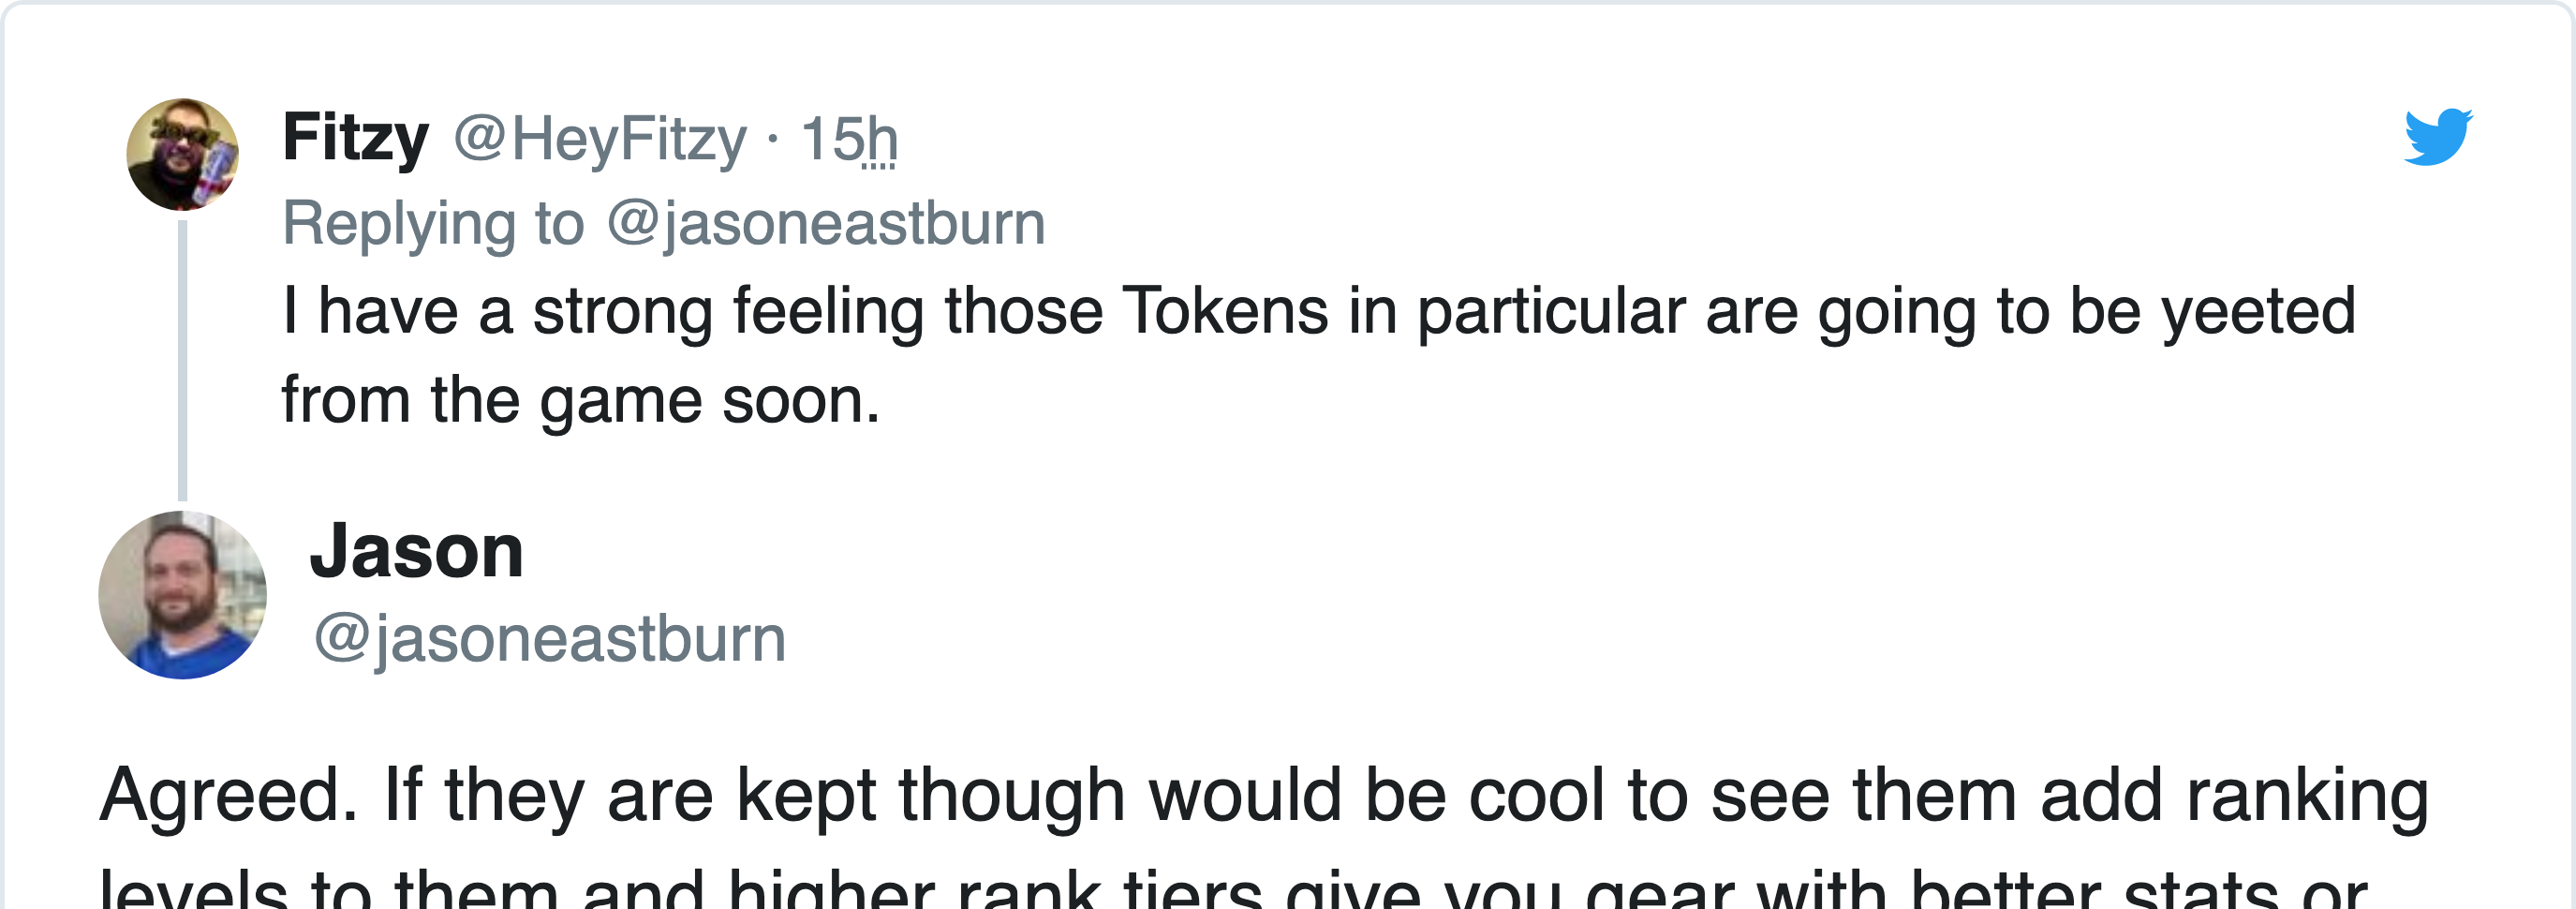 Fitzy @HeyFitzy · 15h
Replying to @jasoneastburn
I have a strong feeling those Tokens in particular are going to be yeeted
from the game soon.
Jason
@jasoneastburn
Agreed. If they are kept though would be cool to see them add ranking
levels to them and higher rank tiers give you gear with better stats or